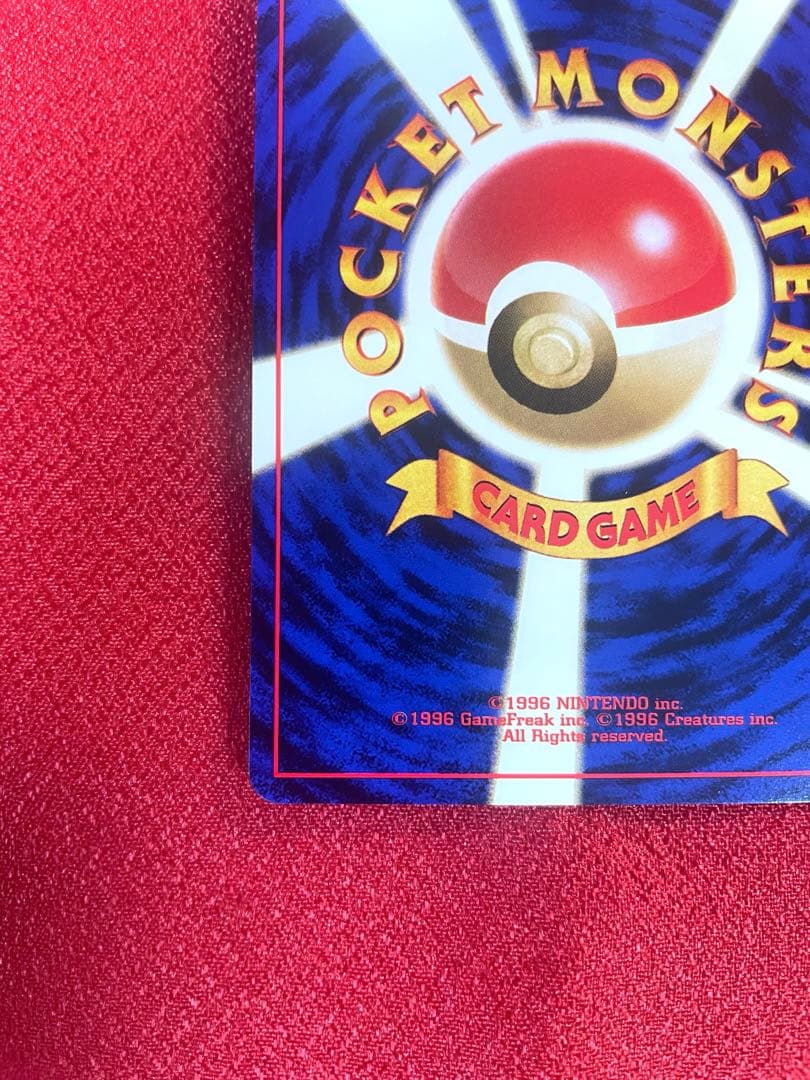 POCKET MONSTERS
CARD GAME
©1996 NINTENDO inc.
©1996 GameFreak inc. ©1996 Creatures inc.
All Rights reserved.